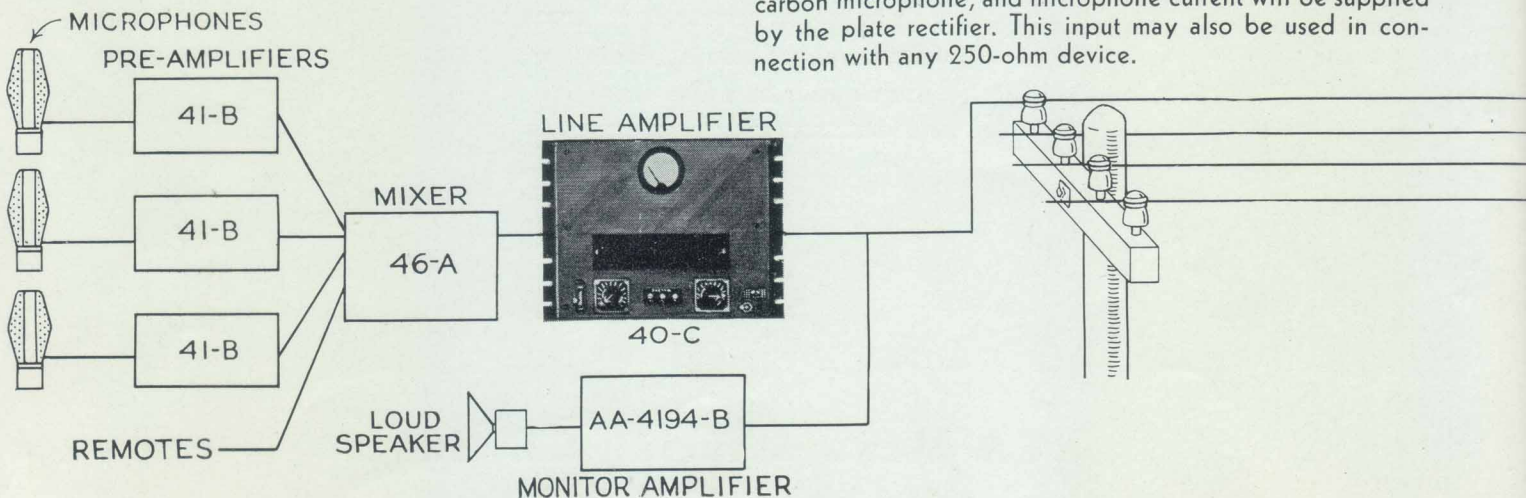 carbon microphone, and microphone current will be supplied
by the plate rectifier. This input may also be used in con-
nection with any 250-ohm device.
MICROPHONES
PRE-AMPLIFIERS
41-B
41-B
41-B
MIXER
46-A
LINE AMPLIFIER
40-C
REMOTES
LOUD
SPEAKER
AA-4194-B
MONITOR AMPLIFIER